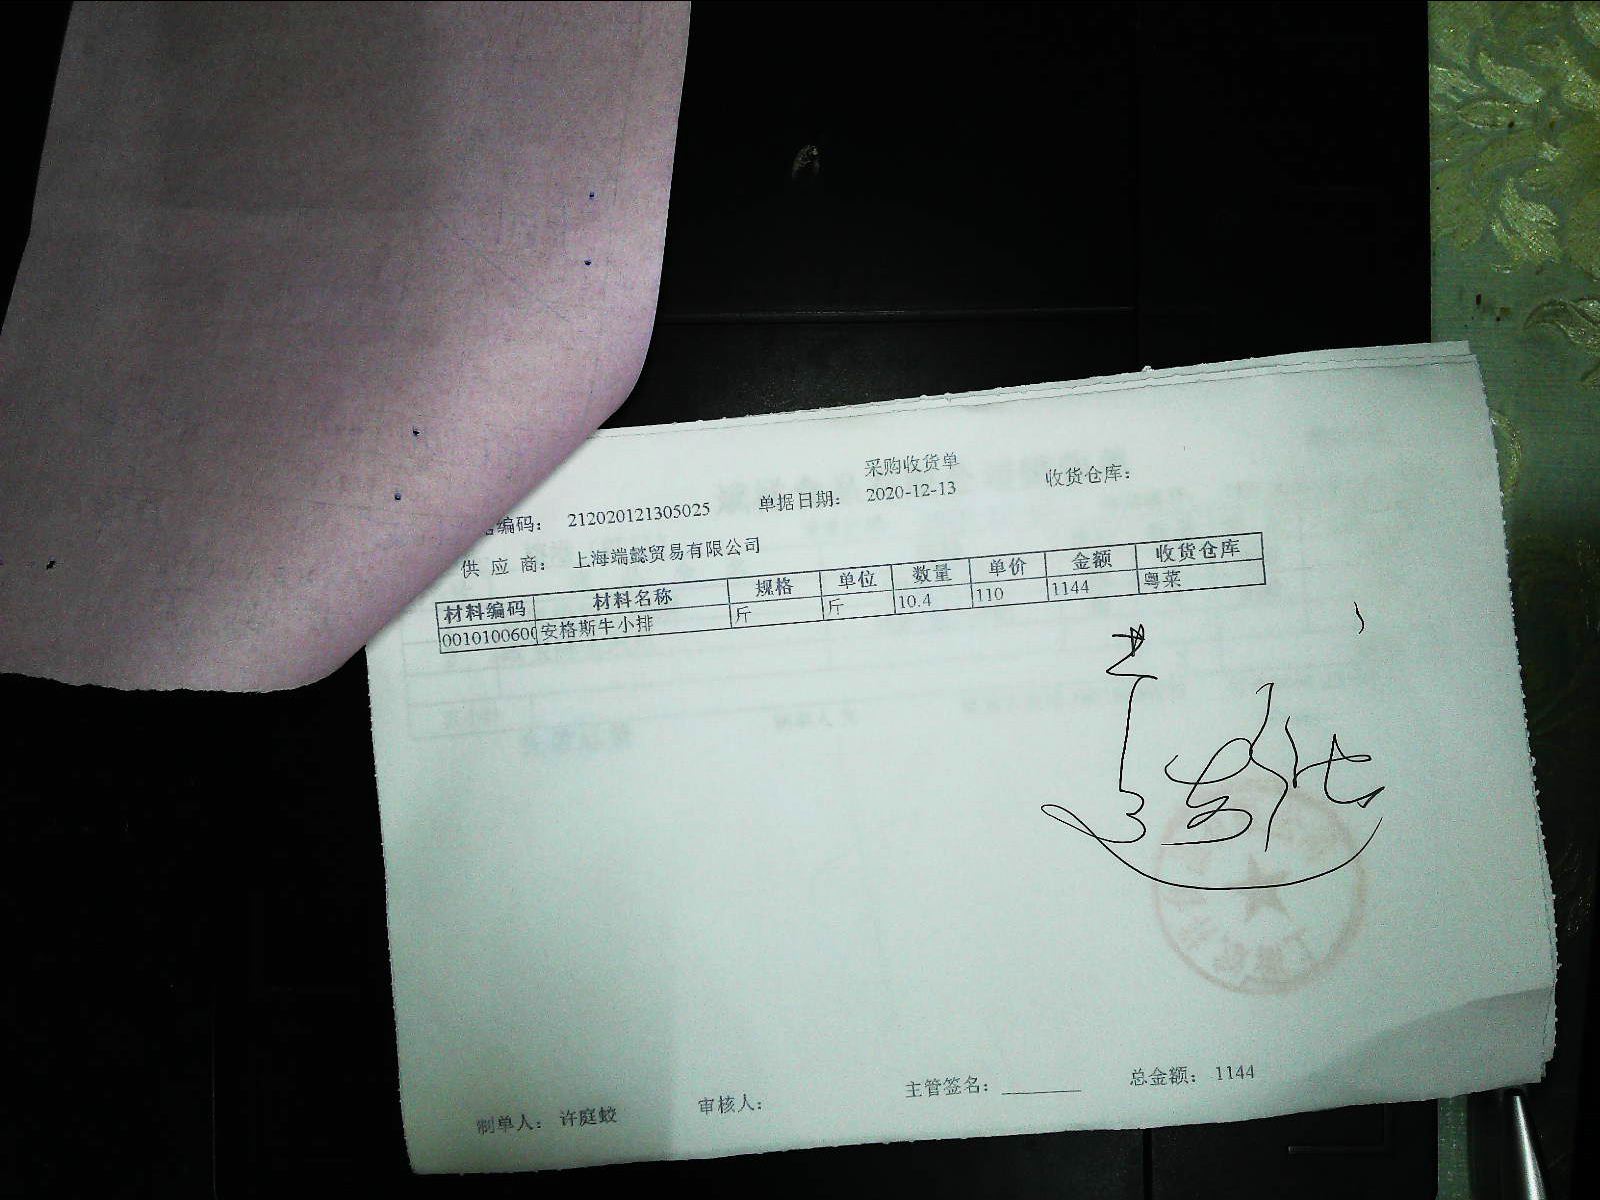 采购收货单
编码: 212020121305025 单据日期: 2020-12-13 收货仓库:
供 应 商: 上海端懿贸易有限公司
材料编码 材料名称 规格 单位 数量 单价 金额 收货仓库
0010100600 安格斯牛小排 斤 斤 10.4 110 1144 粤菜
制单人: 许庭蛟 审核人: 主管签名: ________ 总金额: 1144